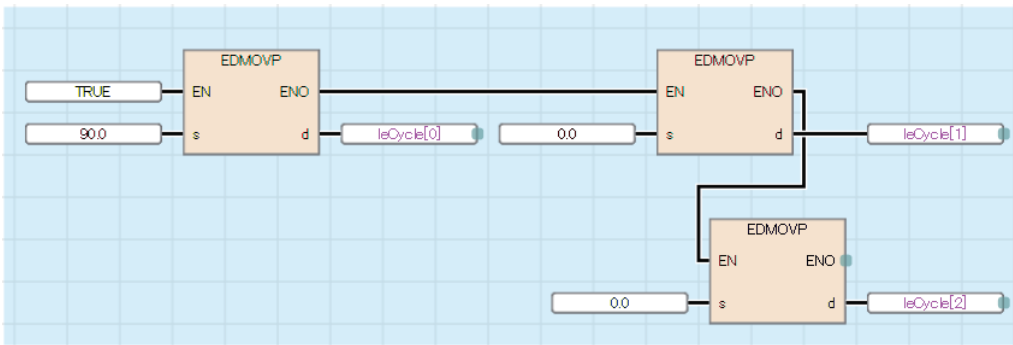 EDMOVP EDMOVP
TRUE EN ENO EN ENO
90.0 s d leCycle[0] 0.0 s d leCycle[1]
EDMOVP
EN ENO
0.0 s d leCycle[2]